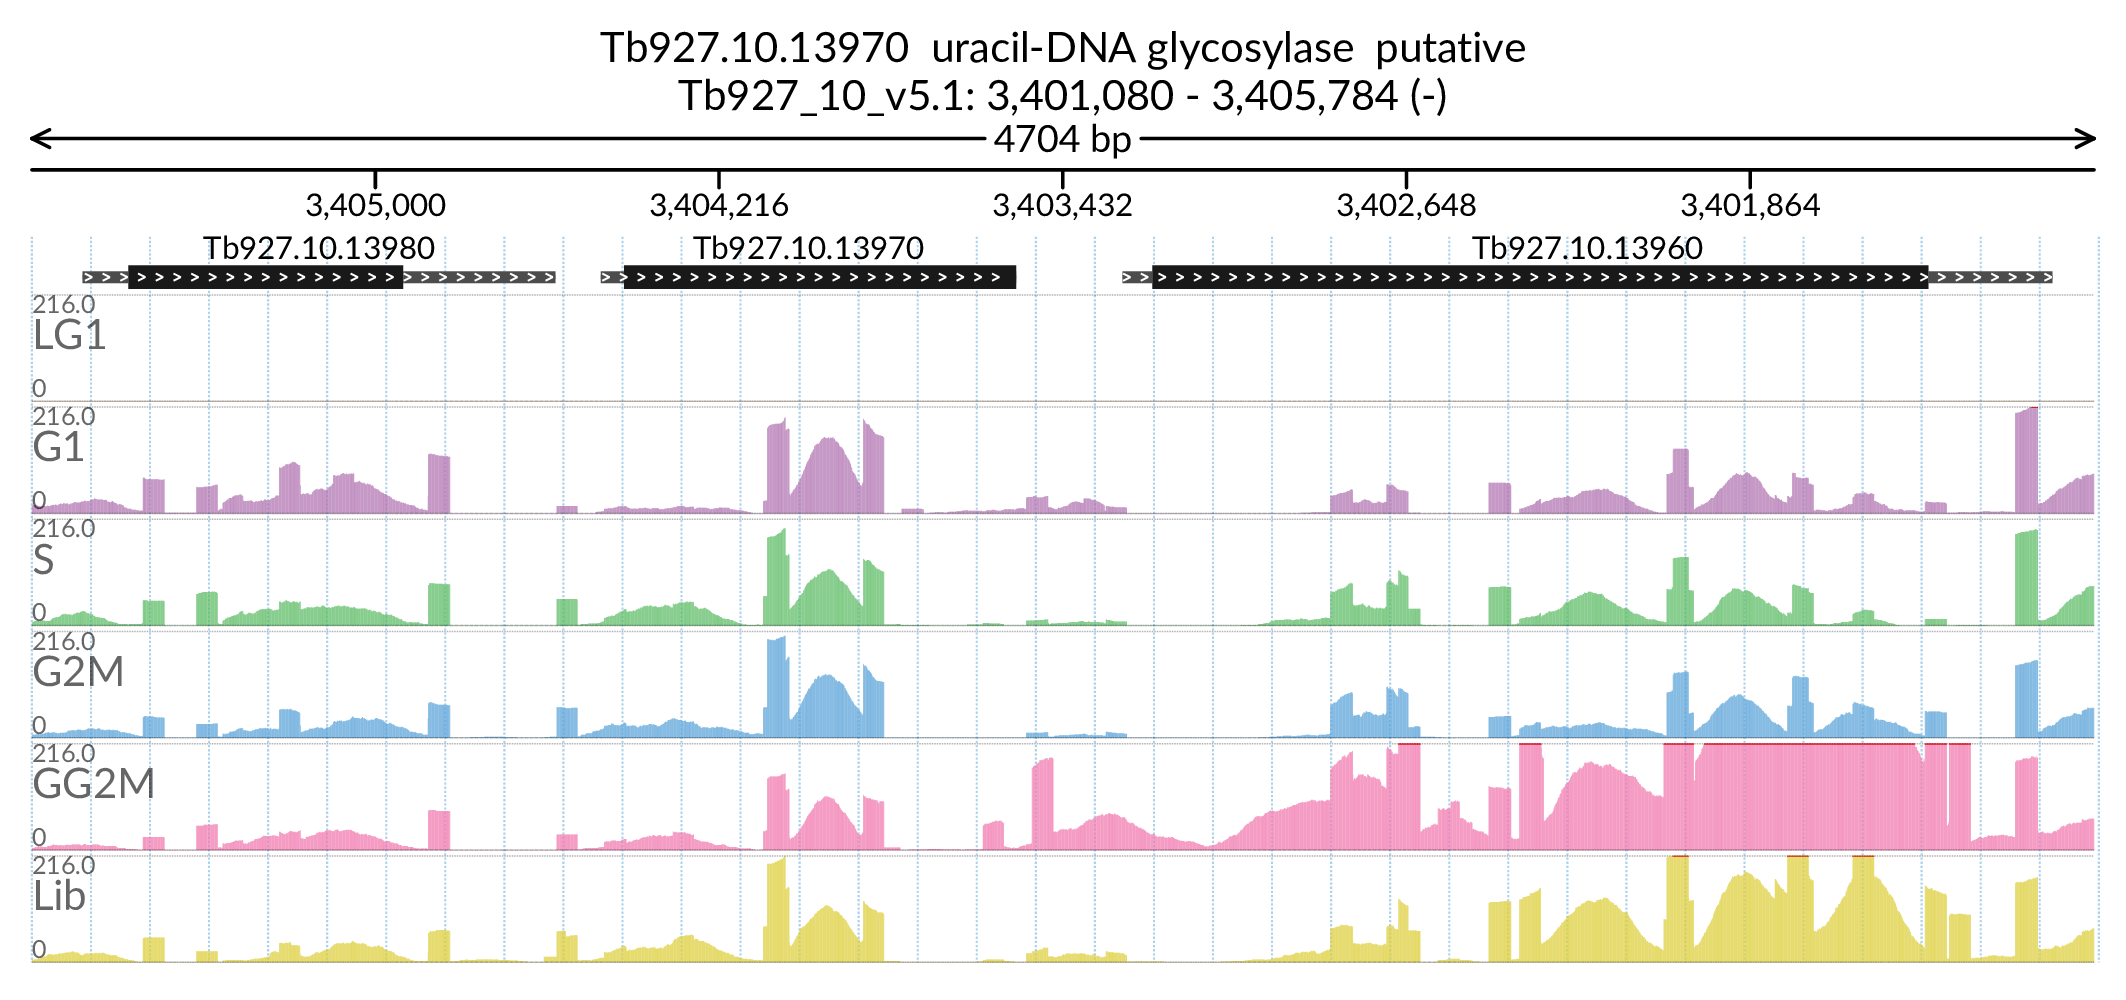 Tb927.10.13970 uracil-DNA glycosylase putative
Tb927_10_v5.1: 3,401,080 - 3,405,784 (-)
4704 bp
3,405,000 3,404,216 3,403,432 3,402,648 3,401,864
Tb927.10.13980 Tb927.10.13970 Tb927.10.13960
216.0
LG1
0
216.0
G1
0
216.0
S
0
216.0
G2M
0
216.0
GG2M
0
216.0
Lib
0